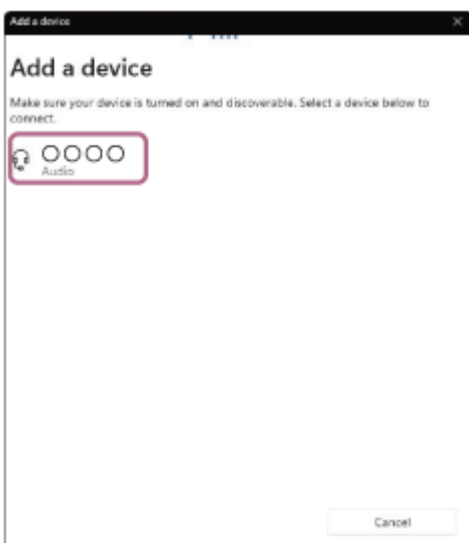 Add a device
Add a device
Make sure your device is turned on and discoverable. Select a device below to
connect.
○○○○
Audio
Cancel